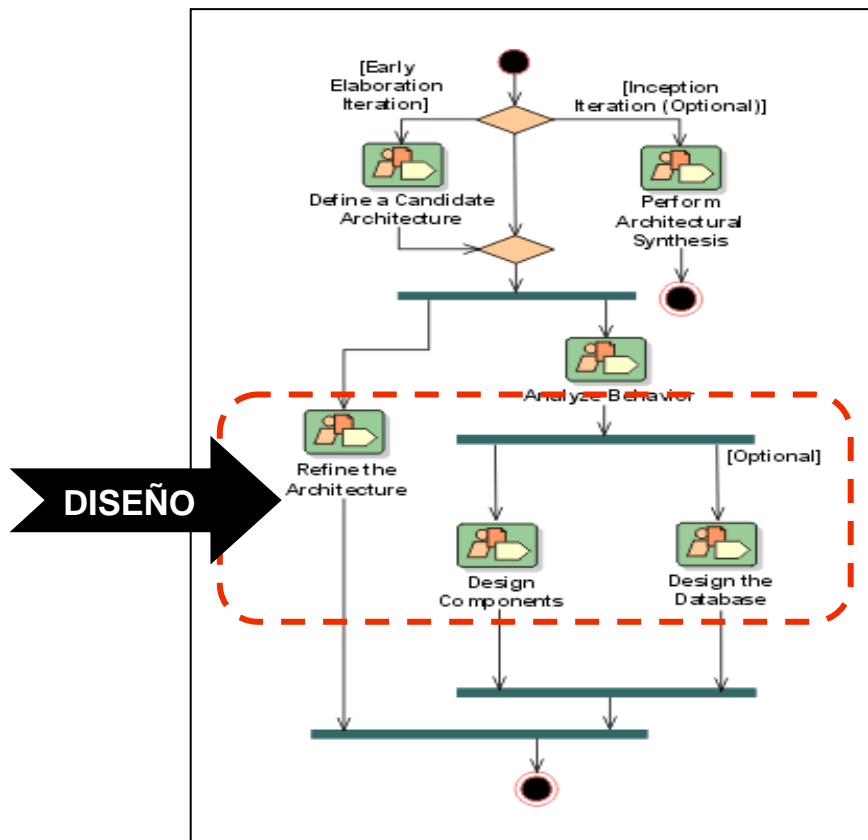 [Early
Elaboration
Iteration]
[Inception
Iteration (Optional)]
Define a Candidate
Architecture
Perform
Architectural
Synthesis
Analyze Behavior
Refine the
Architecture
[Optional]
DISEÑO
Design
Components
Design the
Database